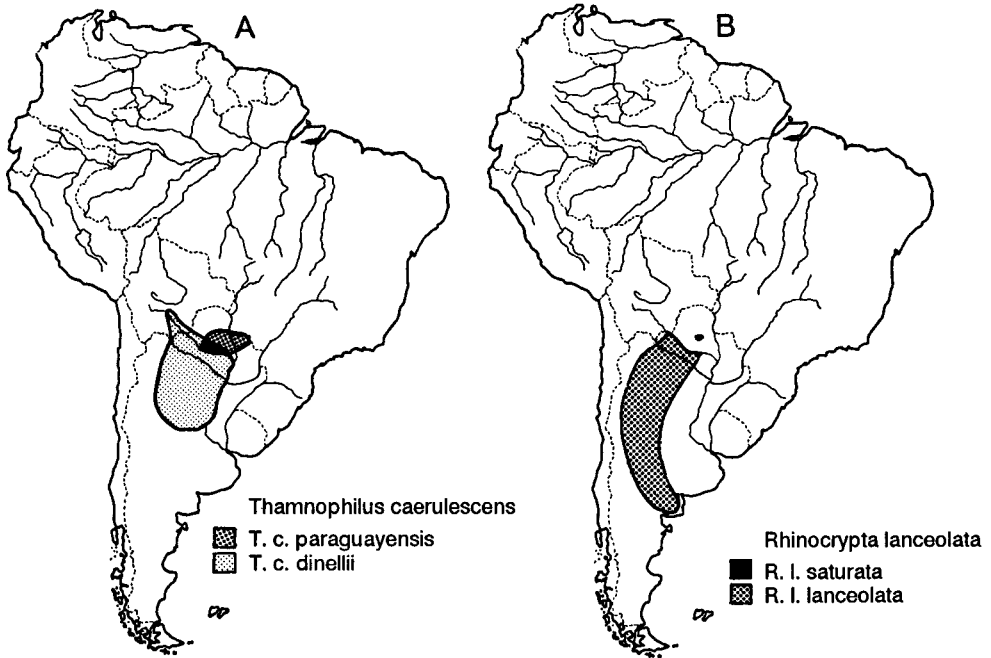 A
B
Thamnophilus caerulescens
T. c. paraguayensis
T. c. dinellii
Rhinocrypta lanceolata
R. l. saturata
R. l. lanceolata